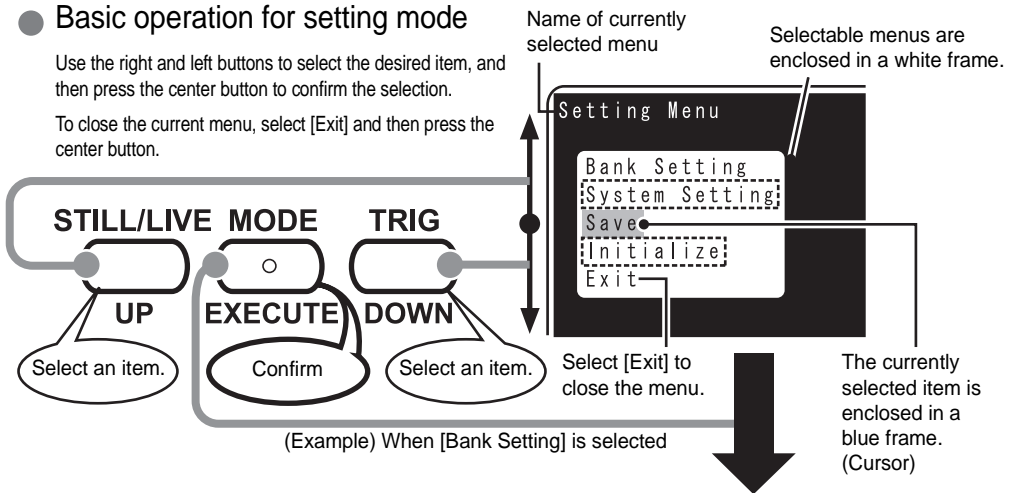 Basic operation for setting mode
Use the right and left buttons to select the desired item, and
then press the center button to confirm the selection.
To close the current menu, select [Exit] and then press the
center button.
Name of currently
selected menu
Selectable menus are
enclosed in a white frame.
Setting Menu
Bank Setting
System Setting
Save
Initialize
Exit
STILL/LIVE MODE TRIG
UP EXECUTE DOWN
Select an item.
Confirm
Select an item.
Select [Exit] to
close the menu.
The currently
selected item is
enclosed in a
blue frame.
(Cursor)
(Example) When [Bank Setting] is selected